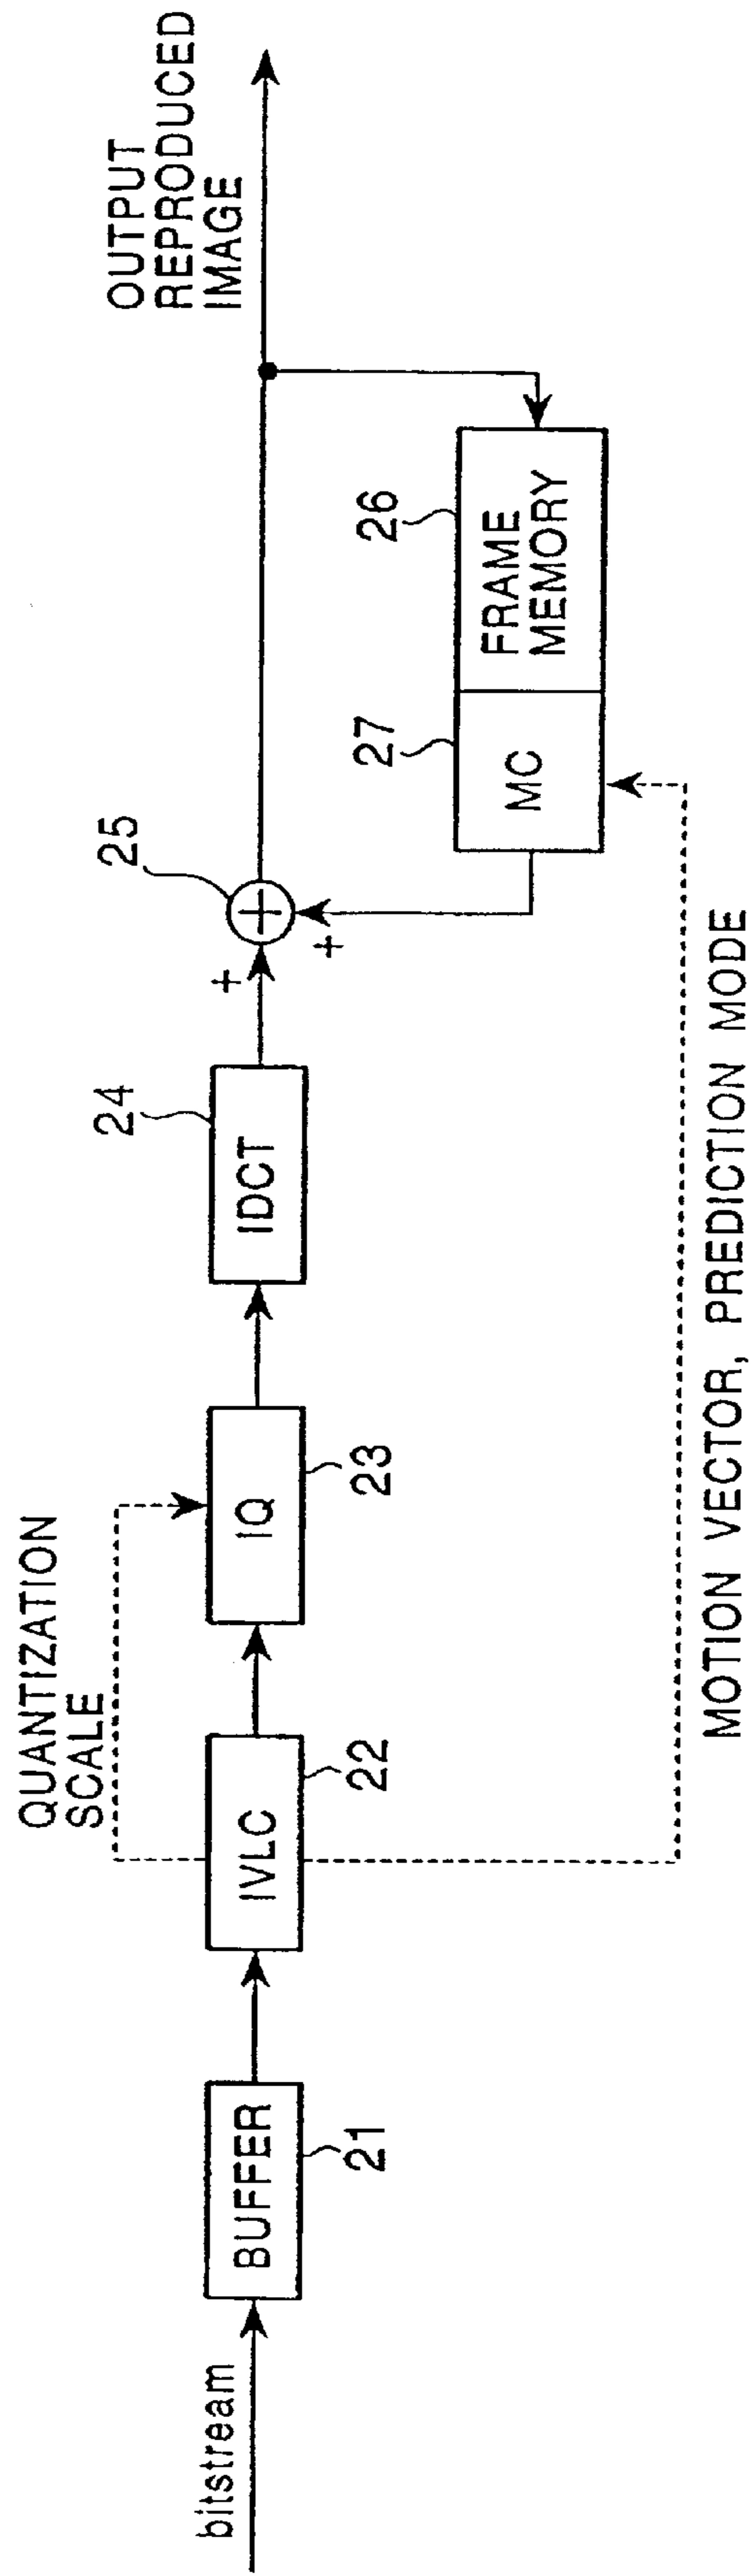 QUANTIZATION
SCALE
OUTPUT
REPRODUCED
IMAGE
bitstream
BUFFER
21
IVLC
22
IQ
23
IDCT
24
25
+
+
+
MC
27
FRAME
MEMORY
26
MOTION VECTOR, PREDICTION MODE